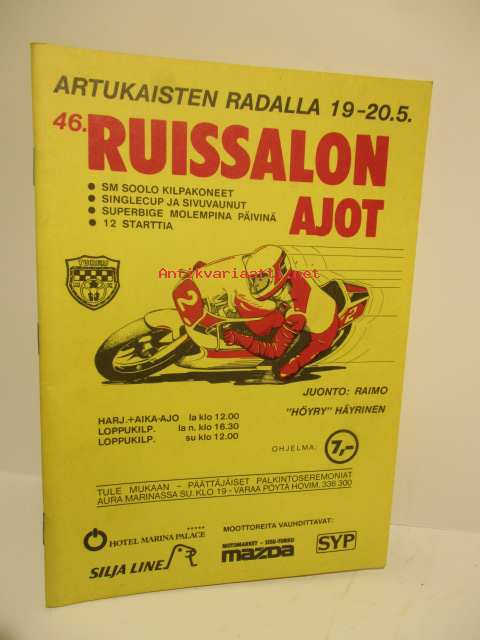 ARTUKAISTEN RADALLA 19-20.5.
46. RUISSALON
AJOT
● SM SOOLO KILPAKONEET
● SINGLECUP JA SIVUVAUNUT
● SUPERBIGE MOLEMPINA PÄIVINÄ
● 12 STARTTIA
Antikvariaatti.net
2
2
JUONTO: RAIMO
"HÖYRY" HÄYRINEN
HARJ.+AIKA-AJO la klo 12.00
LOPPUKILP. la n. klo 16.30
LOPPUKILP. su klo 12.00
OHJELMA: 7,-
TULE MUKAAN - PÄÄTTÄJÄISET PALKINTOSEREMONIAT
AURA MARINASSA SU. KLO 19 - VARAA PÖYTÄ HOVIM. 336 300
MOOTTOREITA VAUHDITTAVAT:
HOTEL MARINA PALACE
SILJA LINE
mazda
SYP